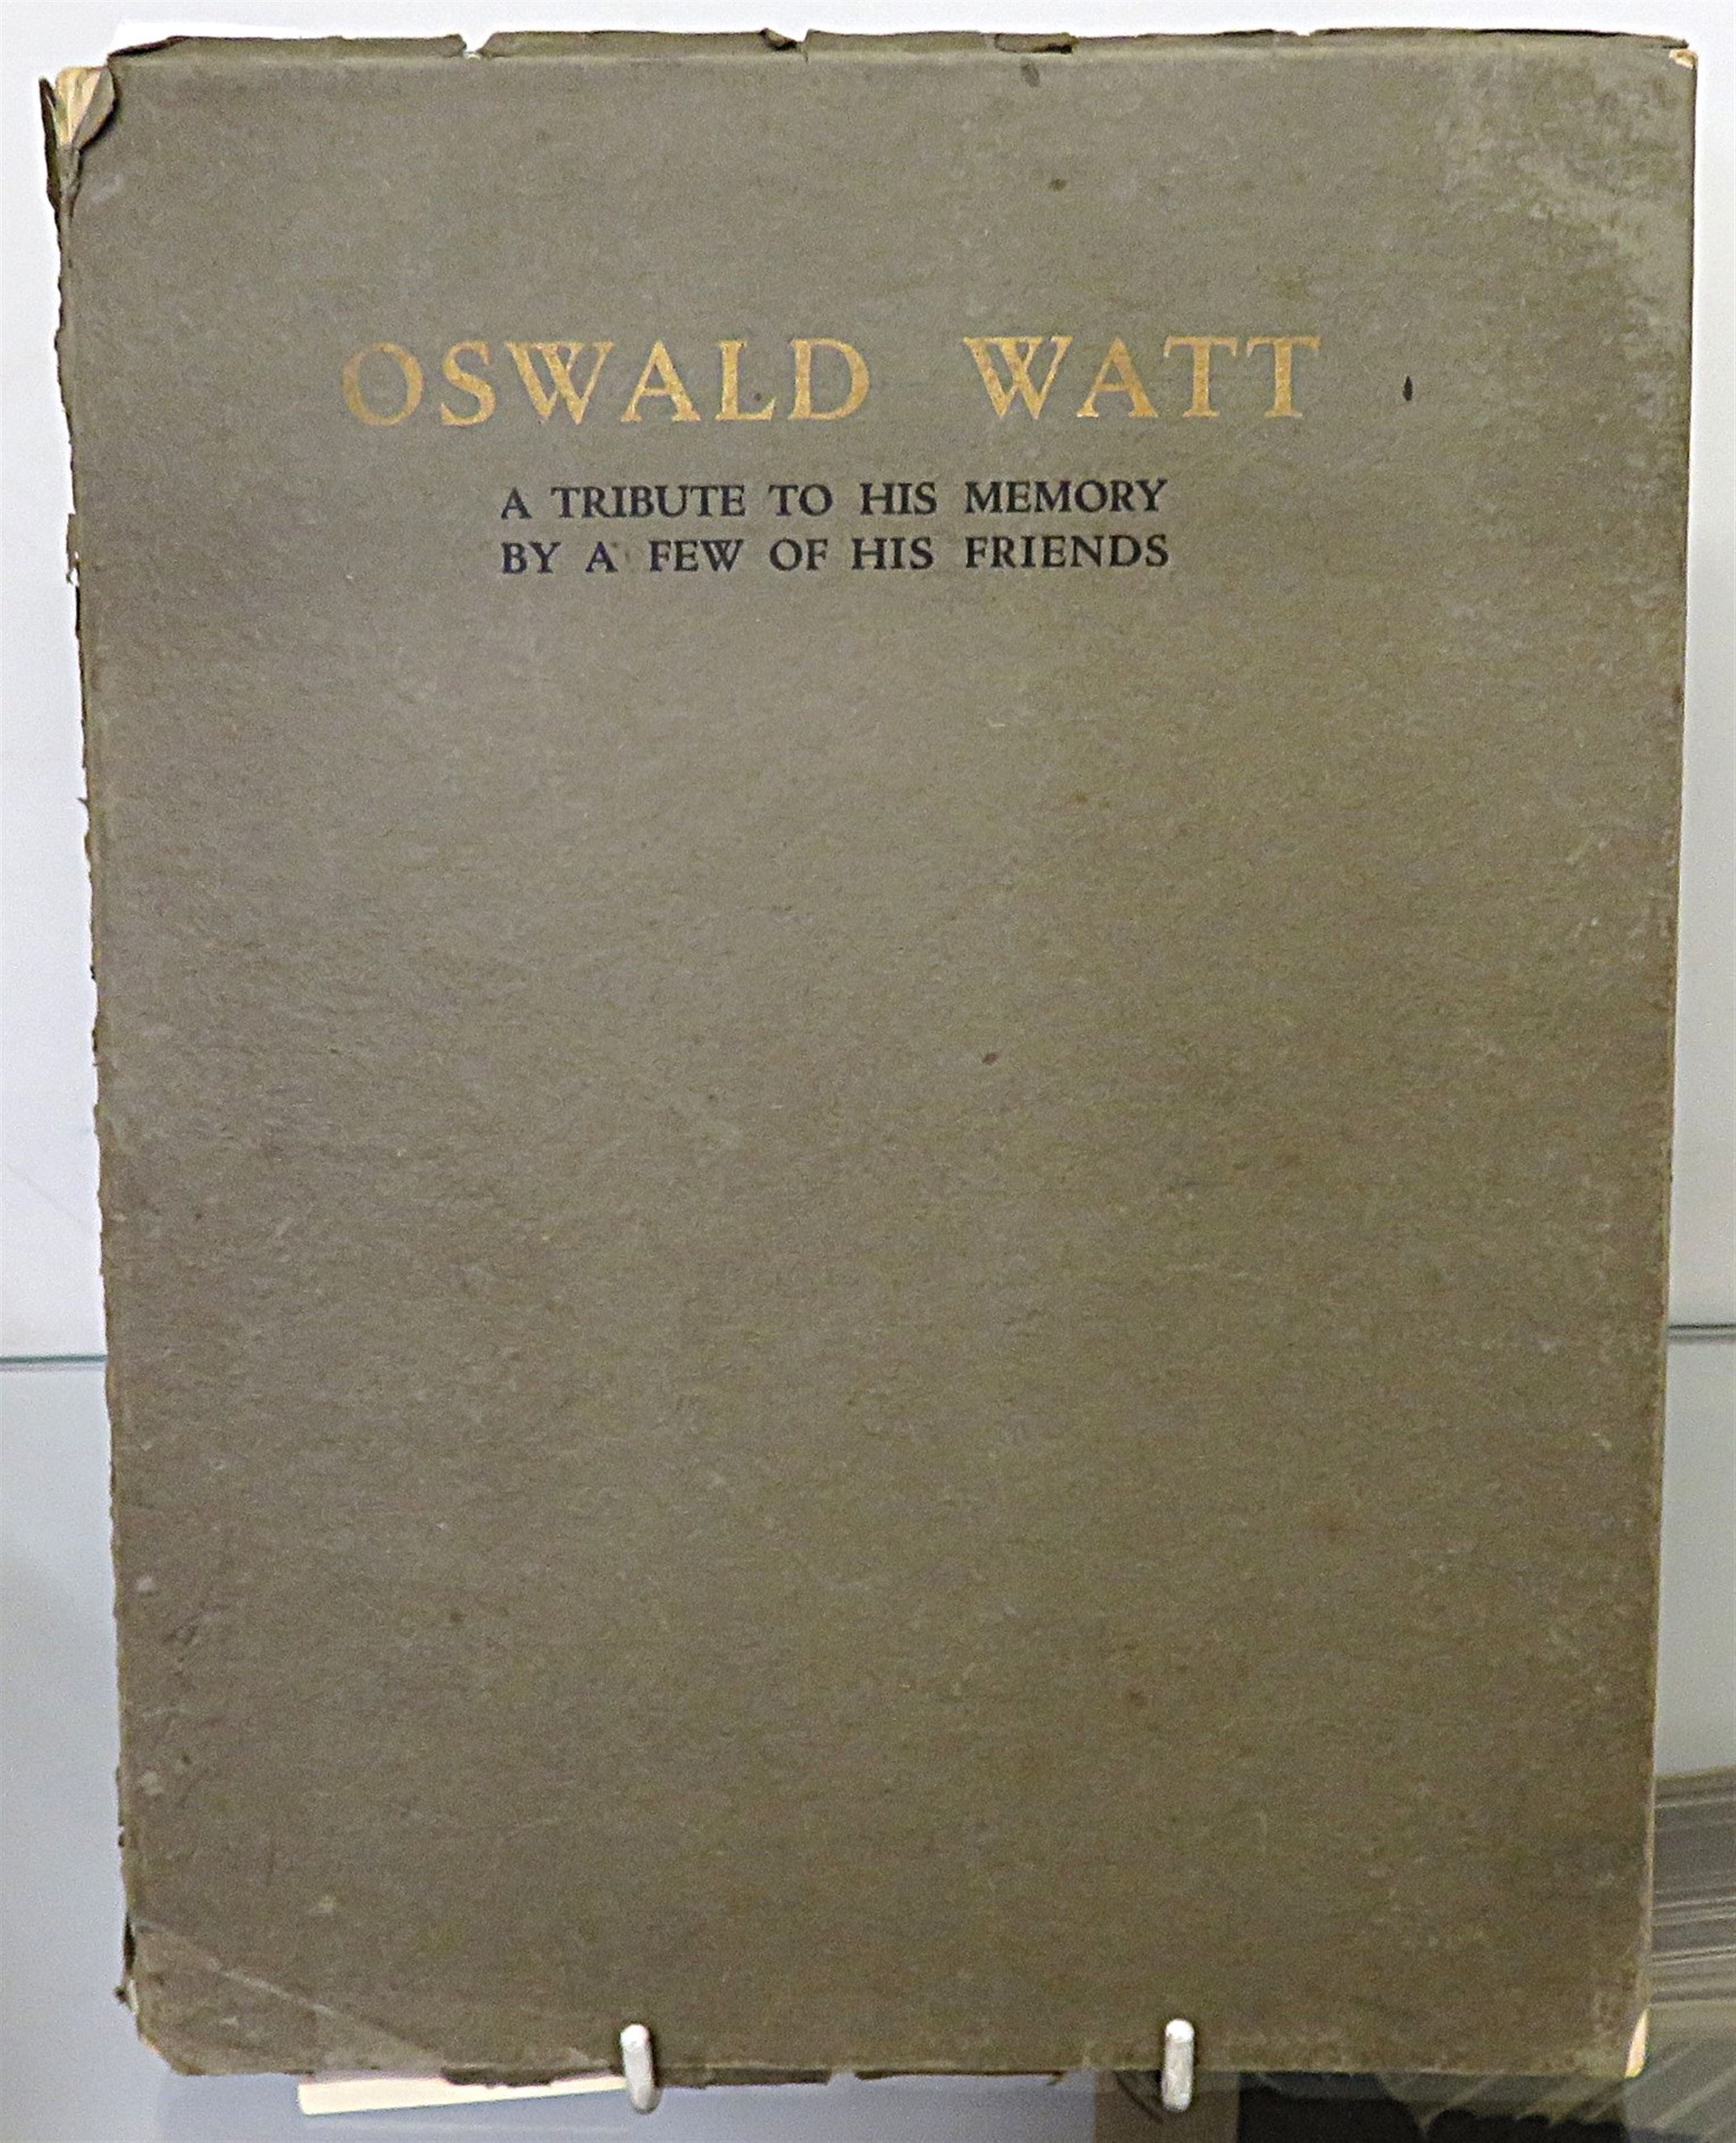 OSWALD WATT
A TRIBUTE TO HIS MEMORY
BY A FEW OF HIS FRIENDS